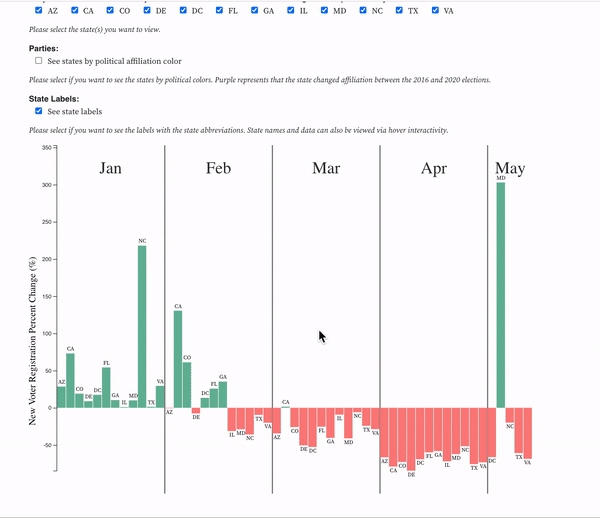 AZ CA CO DE DC FL GA IL MD NC TX VA
Please select the state(s) you want to view.
Parties:
See states by political affiliation color
Please select if you want to see the states by political colors. Purple represents that the state changed affiliation between the 2016 and 2020 elections.
State Labels:
See state labels
Please select if you want to see the labels with the state abbreviations. State names and data can also be viewed via hover interactivity.
New Voter Registration Percent Change (%)
350
300
250
200
150
100
50
0
-50
Jan Feb Mar Apr May
AZ CA CO DE DC FL GA IL MD NC TX VA
AZ CA CO DE DC FL GA IL MD NC TX VA
AZ CA CO DE DC FL GA IL MD NC TX VA
AZ CA CO DE DC FL GA IL MD NC TX VA
DC MD NC TX VA